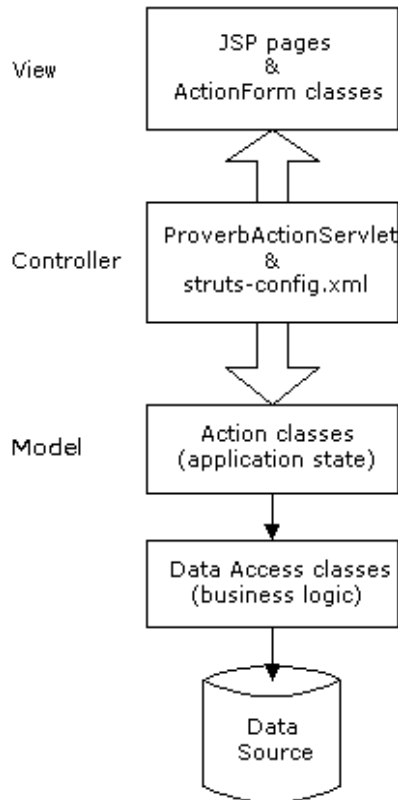 JSP pages
&
ActionForm classes
View
ProverbActionServlet
&
struts-config.xml
Controller
Action classes
(application state)
Model
Data Access classes
(business logic)
Data
Source